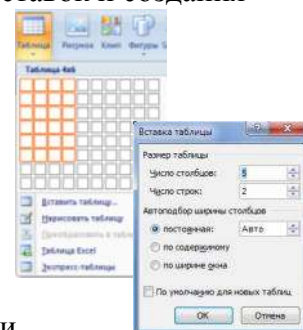 ставок и создания
Таблица Рисунок Клип Фигуры
Таблица 4x6
Вставить таблицу...
Нарисовать таблицу
Преобразовать в табл
Таблица Excel
Экспресс-таблицы
Вставка таблицы
Размер таблицы
Число столбцов: 5
Число строк: 2
Автоподбор ширины столбцов
постоянная: Авто
по содержимому
по ширине окна
По умолчанию для новых таблиц
ОК Отмена
и